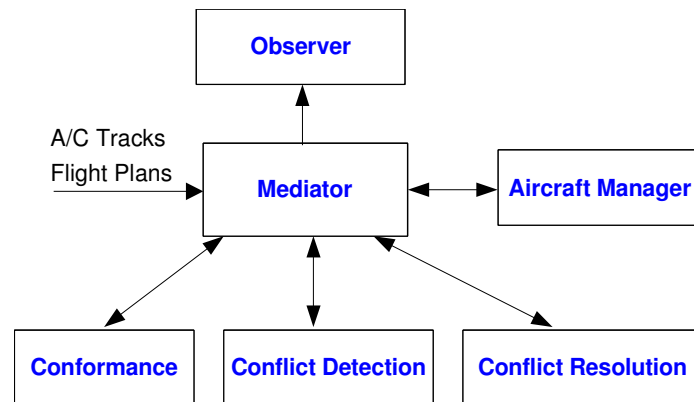 Observer
A/C Tracks
Flight Plans
Mediator
Aircraft Manager
Conformance
Conflict Detection
Conflict Resolution